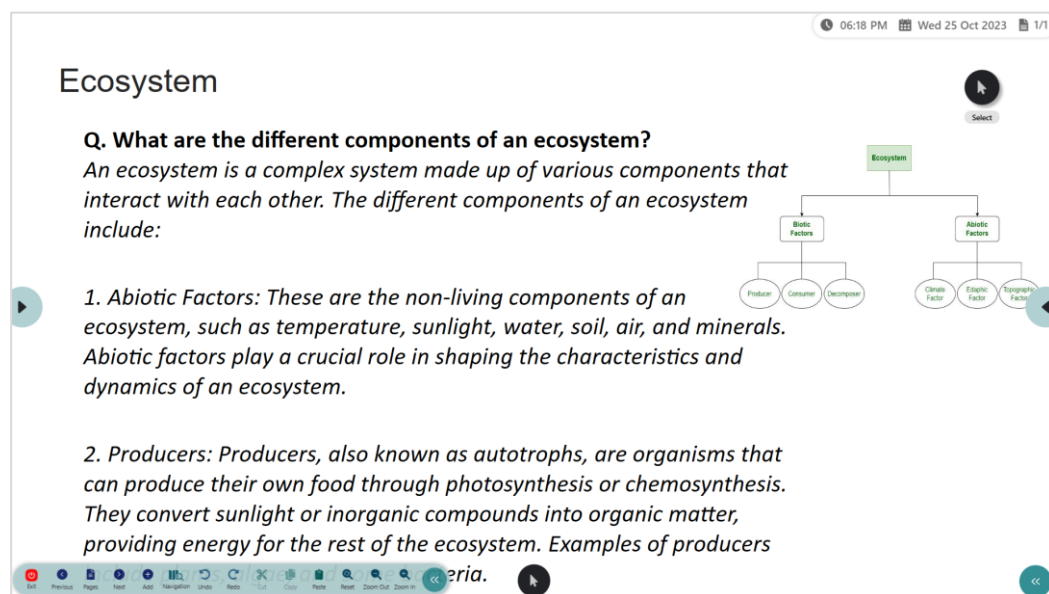 06:18 PM Wed 25 Oct 2023 1/1
Ecosystem
Select
Q. What are the different components of an ecosystem?
An ecosystem is a complex system made up of various components that
interact with each other. The different components of an ecosystem
include:
1. Abiotic Factors: These are the non-living components of an
ecosystem, such as temperature, sunlight, water, soil, air, and minerals.
Abiotic factors play a crucial role in shaping the characteristics and
dynamics of an ecosystem.
2. Producers: Producers, also known as autotrophs, are organisms that
can produce their own food through photosynthesis or chemosynthesis.
They convert sunlight or inorganic compounds into organic matter,
providing energy for the rest of the ecosystem. Examples of producers
Ecosystem
Biotic
Factors
Abiotic
Factors
Producer Consumer Decomposer
Climate
Factor
Edaphic
Factor
Topographic
Factor
Exit Previous Pages Next Add Navigation Undo Redo Cut Copy Paste Reset Zoom Out Zoom In